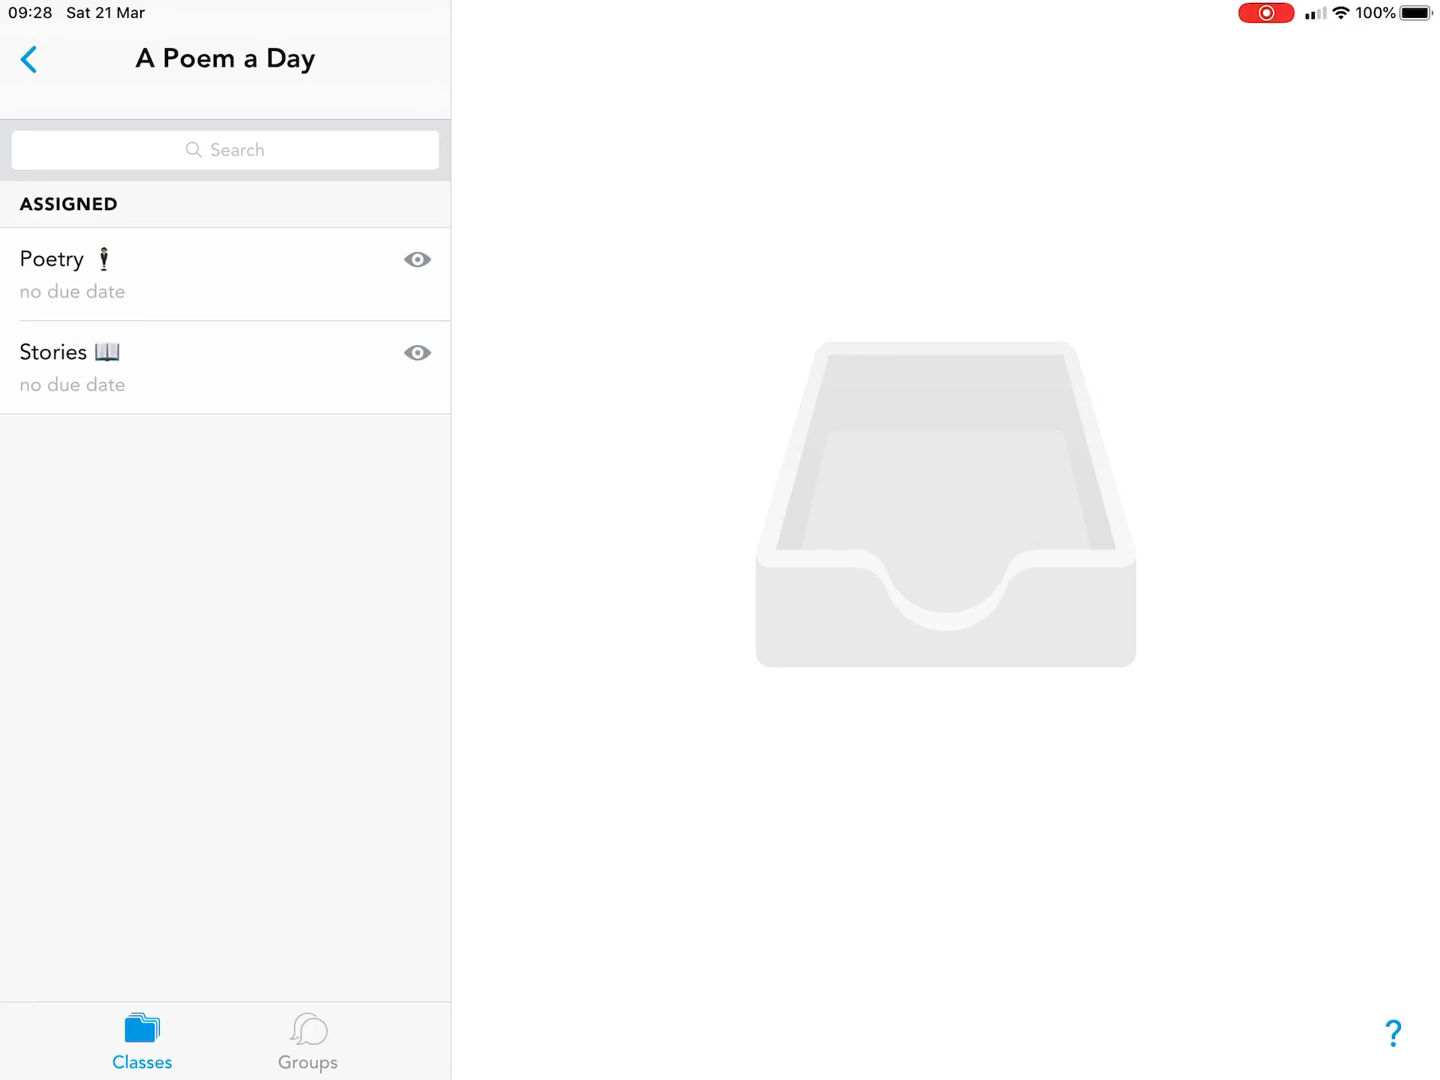 09:28 Sat 21 Mar
100%
A Poem a Day
Search
ASSIGNED
Poetry 🕴
no due date
Stories 📖
no due date
Classes
Groups
?